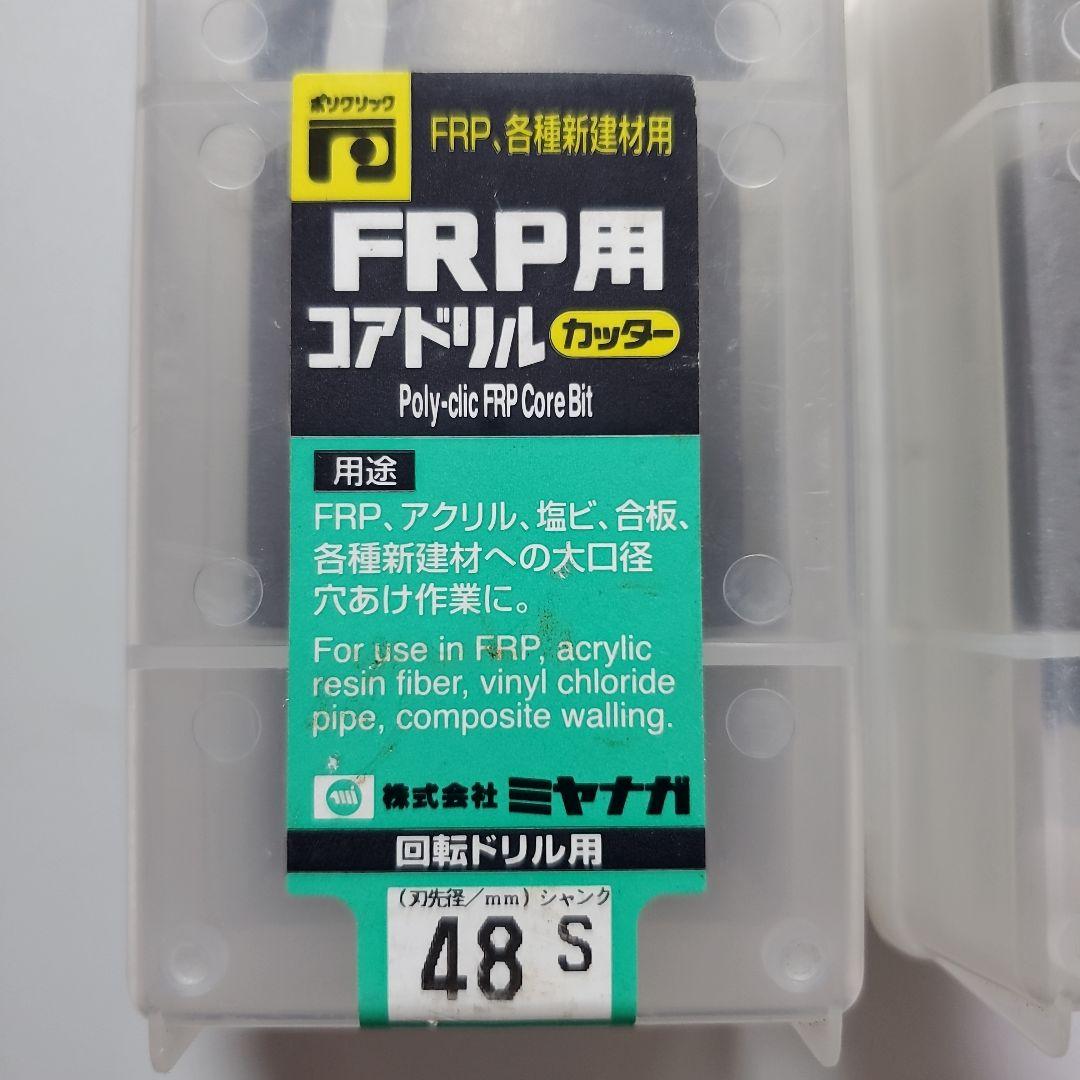 ポリクリック
FRP、各種新建材用
FRP用
コアドリル カッター
Poly-clic FRP Core Bit
用途
FRP、アクリル、塩ビ、合板、
各種新建材への大口径
穴あけ作業に。
For use in FRP, acrylic
resin fiber, vinyl chloride
pipe, composite walling.
株式会社 ミヤナガ
回転ドリル用
(刃先径/mm) シャンク
48 S